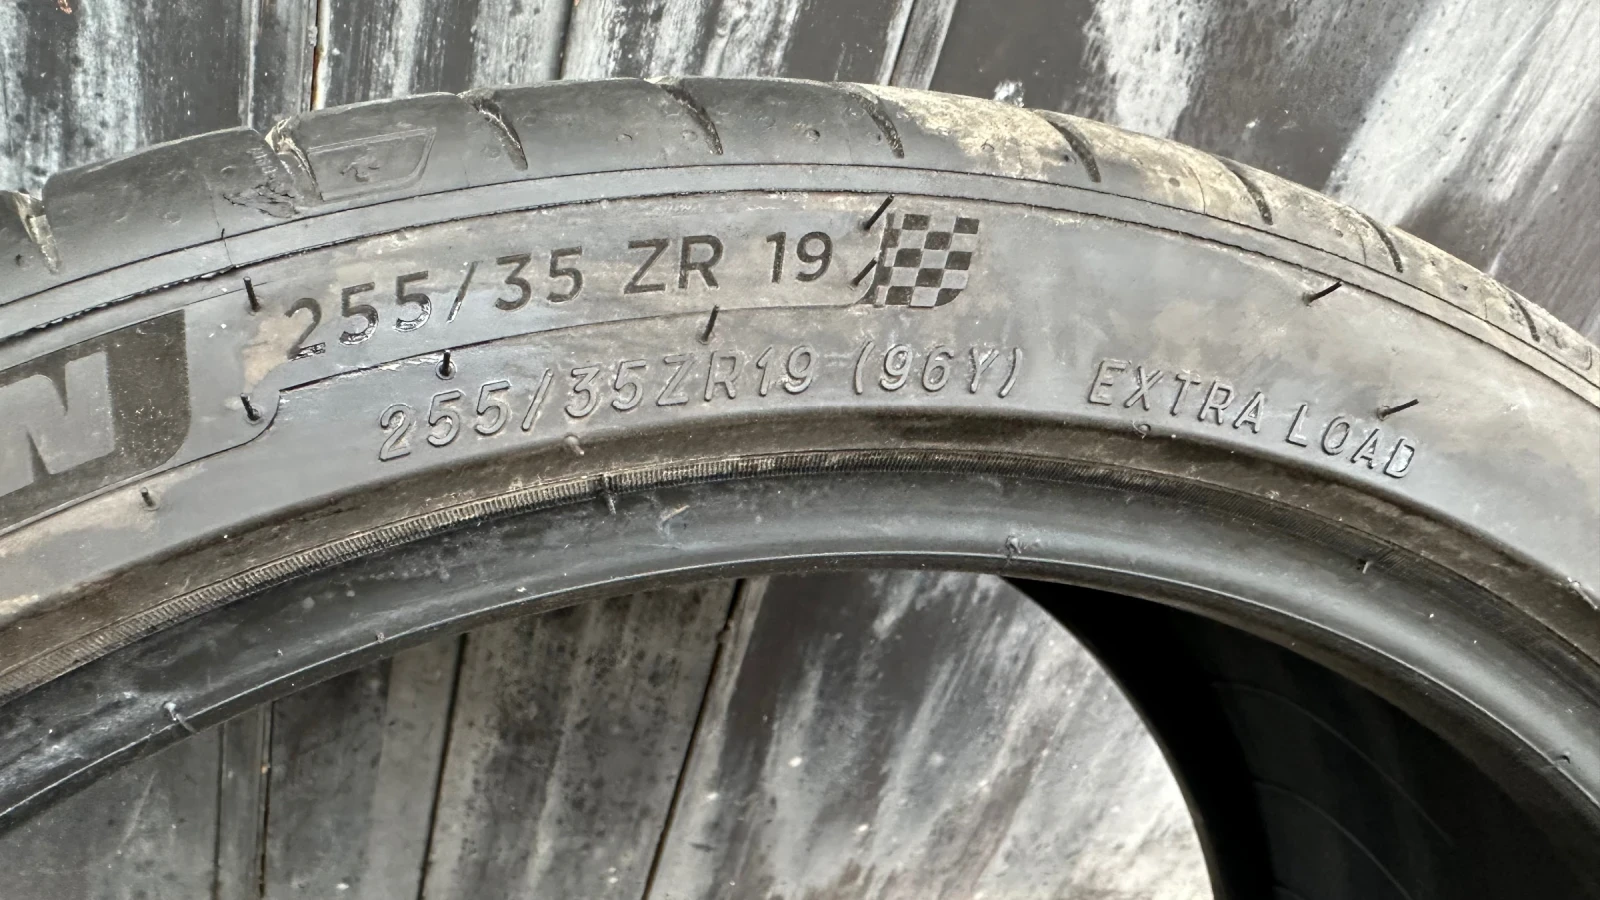 255/35 ZR 19
255/35ZR19 (96Y) EXTRA LOAD